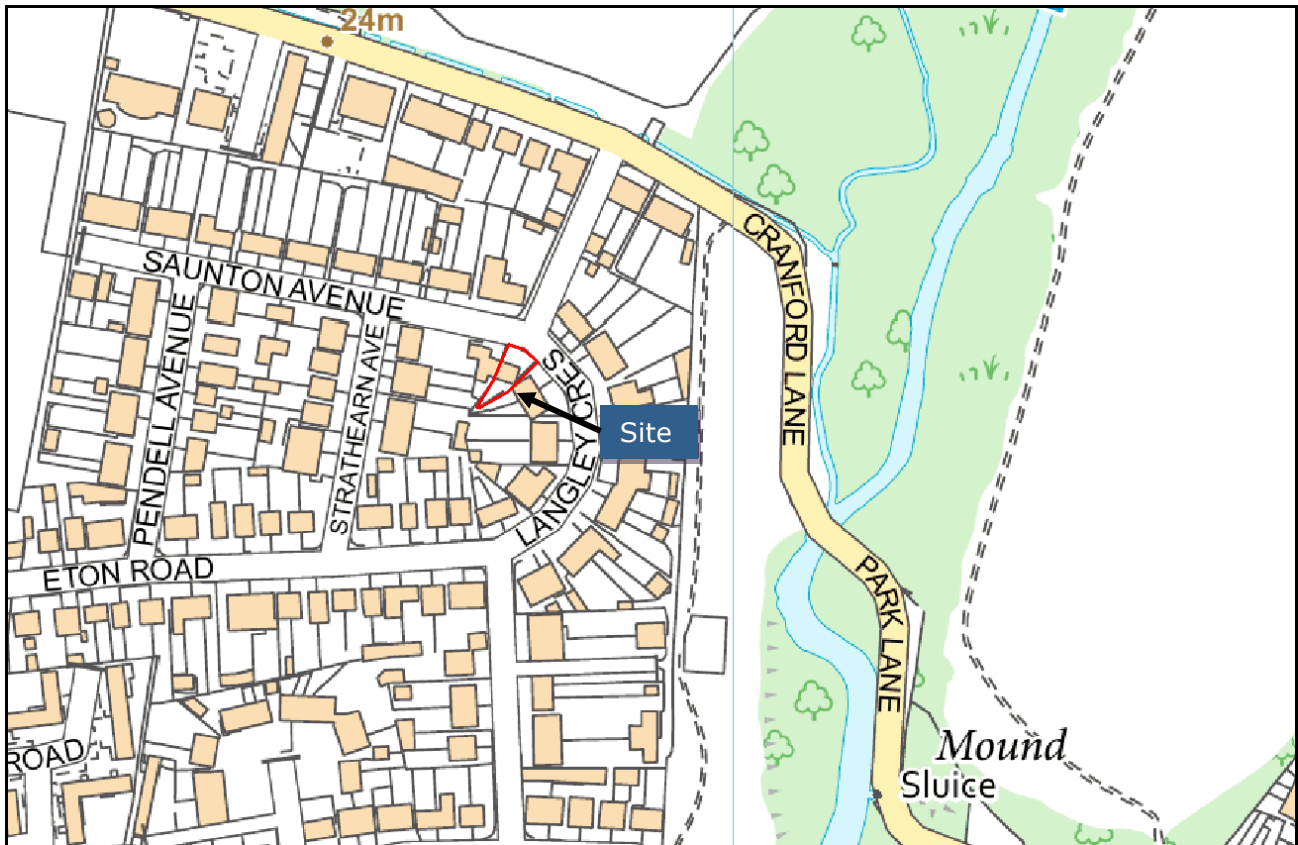 24m
CRANFORD LANE
SAUNTON AVENUE
PENDELL AVENUE
STRATHEARN AVE
LANGLEY CRES
Site
ETON ROAD
PARK LANE
Mound
Sluice
ROAD